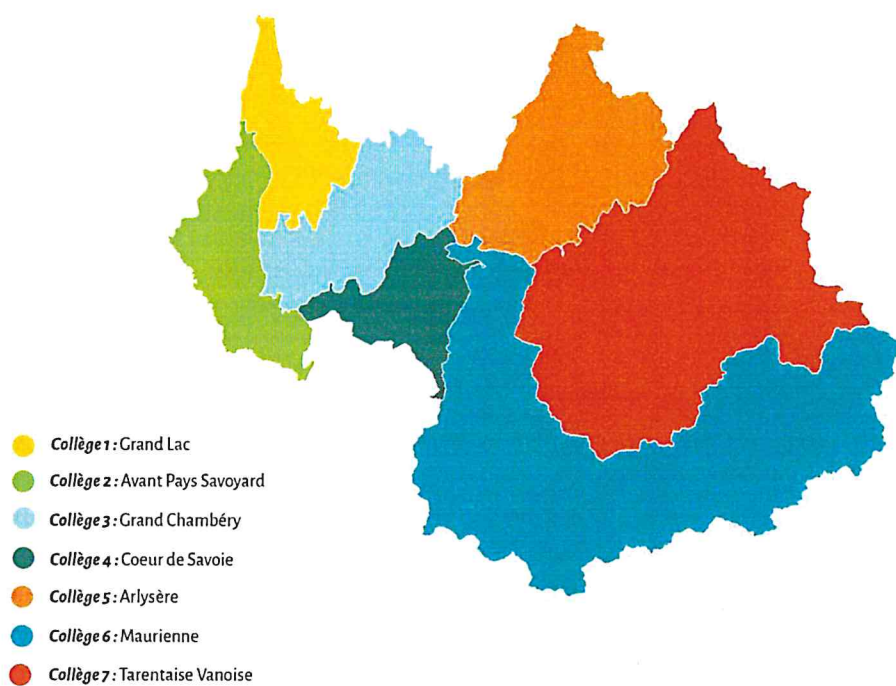 Collège 1 : Grand Lac
Collège 2 : Avant Pays Savoyard
Collège 3 : Grand Chambéry
Collège 4 : Coeur de Savoie
Collège 5 : Arlysère
Collège 6 : Maurienne
Collège 7 : Tarentaise Vanoise